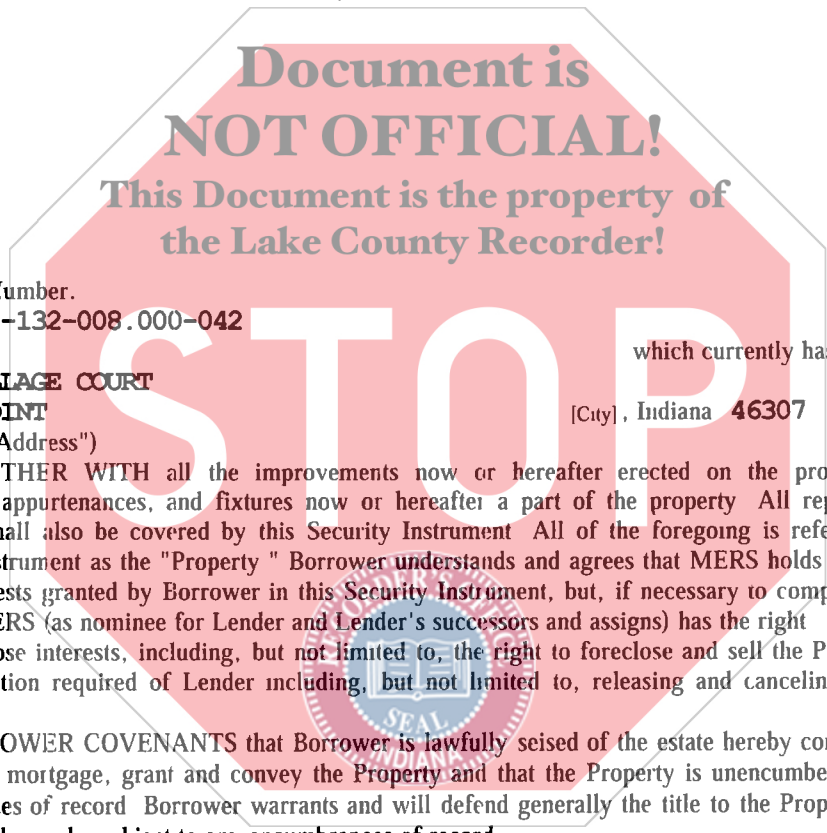 Document is
NOT OFFICIAL!
This Document is the property of
the Lake County Recorder!
STOP
umber.
-132-008.000-042
which currently has
LAGE COURT
INT [City], Indiana 46307
Address")
THER WITH all the improvements now or hereafter erected on the pro
appurtenances, and fixtures now or hereafter a part of the property All rep
hall also be covered by this Security Instrument All of the foregoing is refe
strument as the "Property " Borrower understands and agrees that MERS holds
ests granted by Borrower in this Security Instrument, but, if necessary to comp
ERS (as nominee for Lender and Lender's successors and assigns) has the right
ose interests, including, but not limited to, the right to foreclose and sell the P
tion required of Lender including, but not limited to, releasing and cancelin
RECORDER'S OFFICE
SEAL
INDIANA
OWER COVENANTS that Borrower is lawfully seised of the estate hereby con
mortgage, grant and convey the Property and that the Property is unencumbe
es of record Borrower warrants and will defend generally the title to the Prop